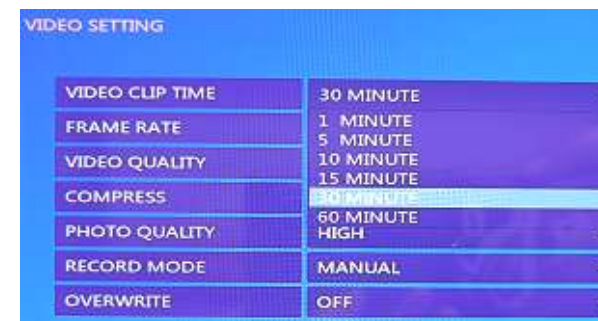 VIDEO SETTING
VIDEO CLIP TIME 30 MINUTE
FRAME RATE 1 MINUTE
5 MINUTE
VIDEO QUALITY 10 MINUTE
15 MINUTE
COMPRESS 30 MINUTE
60 MINUTE
PHOTO QUALITY HIGH
RECORD MODE MANUAL
OVERWRITE OFF